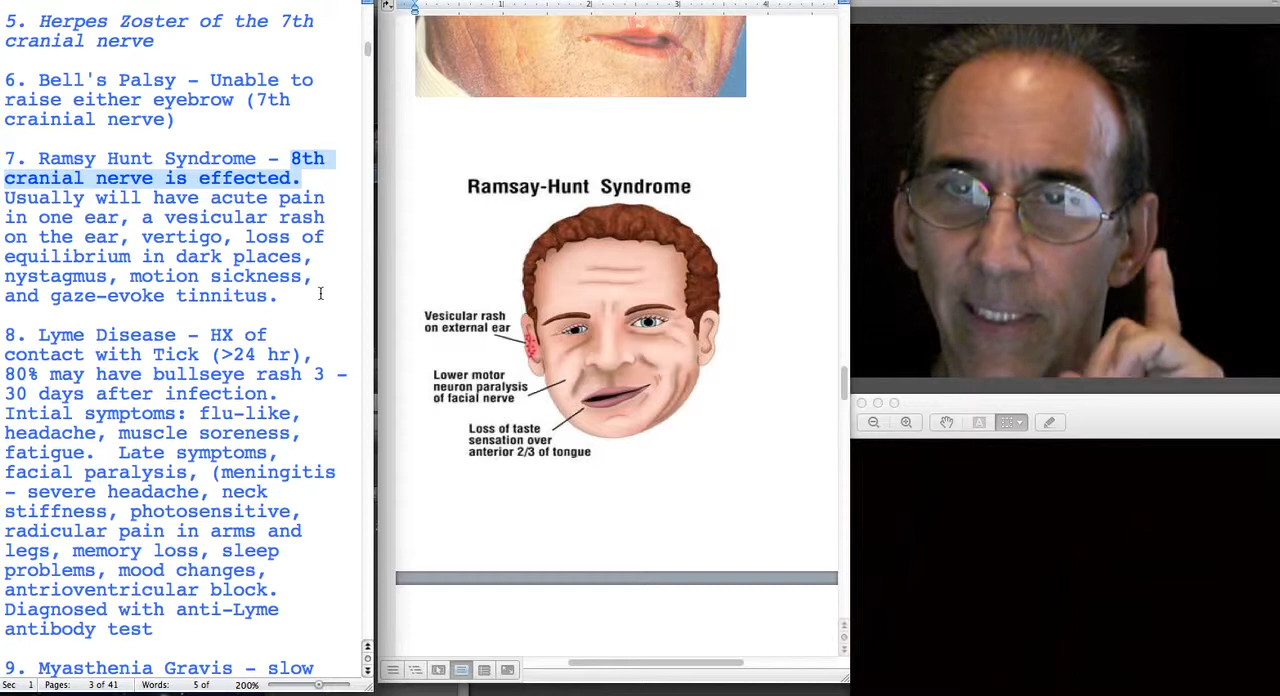 5. Herpes Zoster of the 7th
cranial nerve
6. Bell's Palsy - Unable to
raise either eyebrow (7th
crainial nerve)
7. Ramsy Hunt Syndrome - 8th
cranial nerve is effected.
Usually will have acute pain
in one ear, a vesicular rash
on the ear, vertigo, loss of
equilibrium in dark places,
nystagmus, motion sickness,
and gaze-evoke tinnitus.
8. Lyme Disease - HX of
contact with Tick (>24 hr),
80% may have bullseye rash 3 -
30 days after infection.
Intial symptoms: flu-like,
headache, muscle soreness,
fatigue.  Late symptoms,
facial paralysis, (meningitis
- severe headache, neck
stiffness, photosensitive,
radicular pain in arms and
legs, memory loss, sleep
problems, mood changes,
antrioventricular block.
Diagnosed with anti-Lyme
antibody test
9. Myasthenia Gravis - slow
Sec 1 Pages: 3 of 41 Words: 5 of 200%
1 2 3 4
Ramsay-Hunt Syndrome
Vesicular rash
on external ear
Lower motor
neuron paralysis
of facial nerve
Loss of taste
sensation over
anterior 2/3 of tongue
A